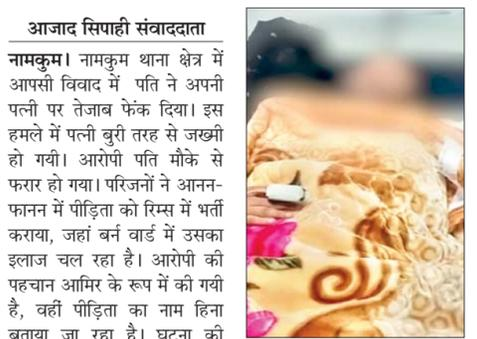 आजाद सिपाही संवाददाता
नामकुम। नामकुम थाना क्षेत्र में
आपसी विवाद में पति ने अपनी
पत्नी पर तेजाब फेंक दिया। इस
हमले में पत्नी बुरी तरह से जख्मी
हो गयी। आरोपी पति मौके से
फरार हो गया। परिजनों ने आनन-
फानन में पीड़िता को रिम्स में भर्ती
कराया, जहां बर्न वार्ड में उसका
इलाज चल रहा है। आरोपी की
पहचान आमिर के रूप में की गयी
है, वहीं पीड़िता का नाम हिना
बताया जा रहा है। घटना की